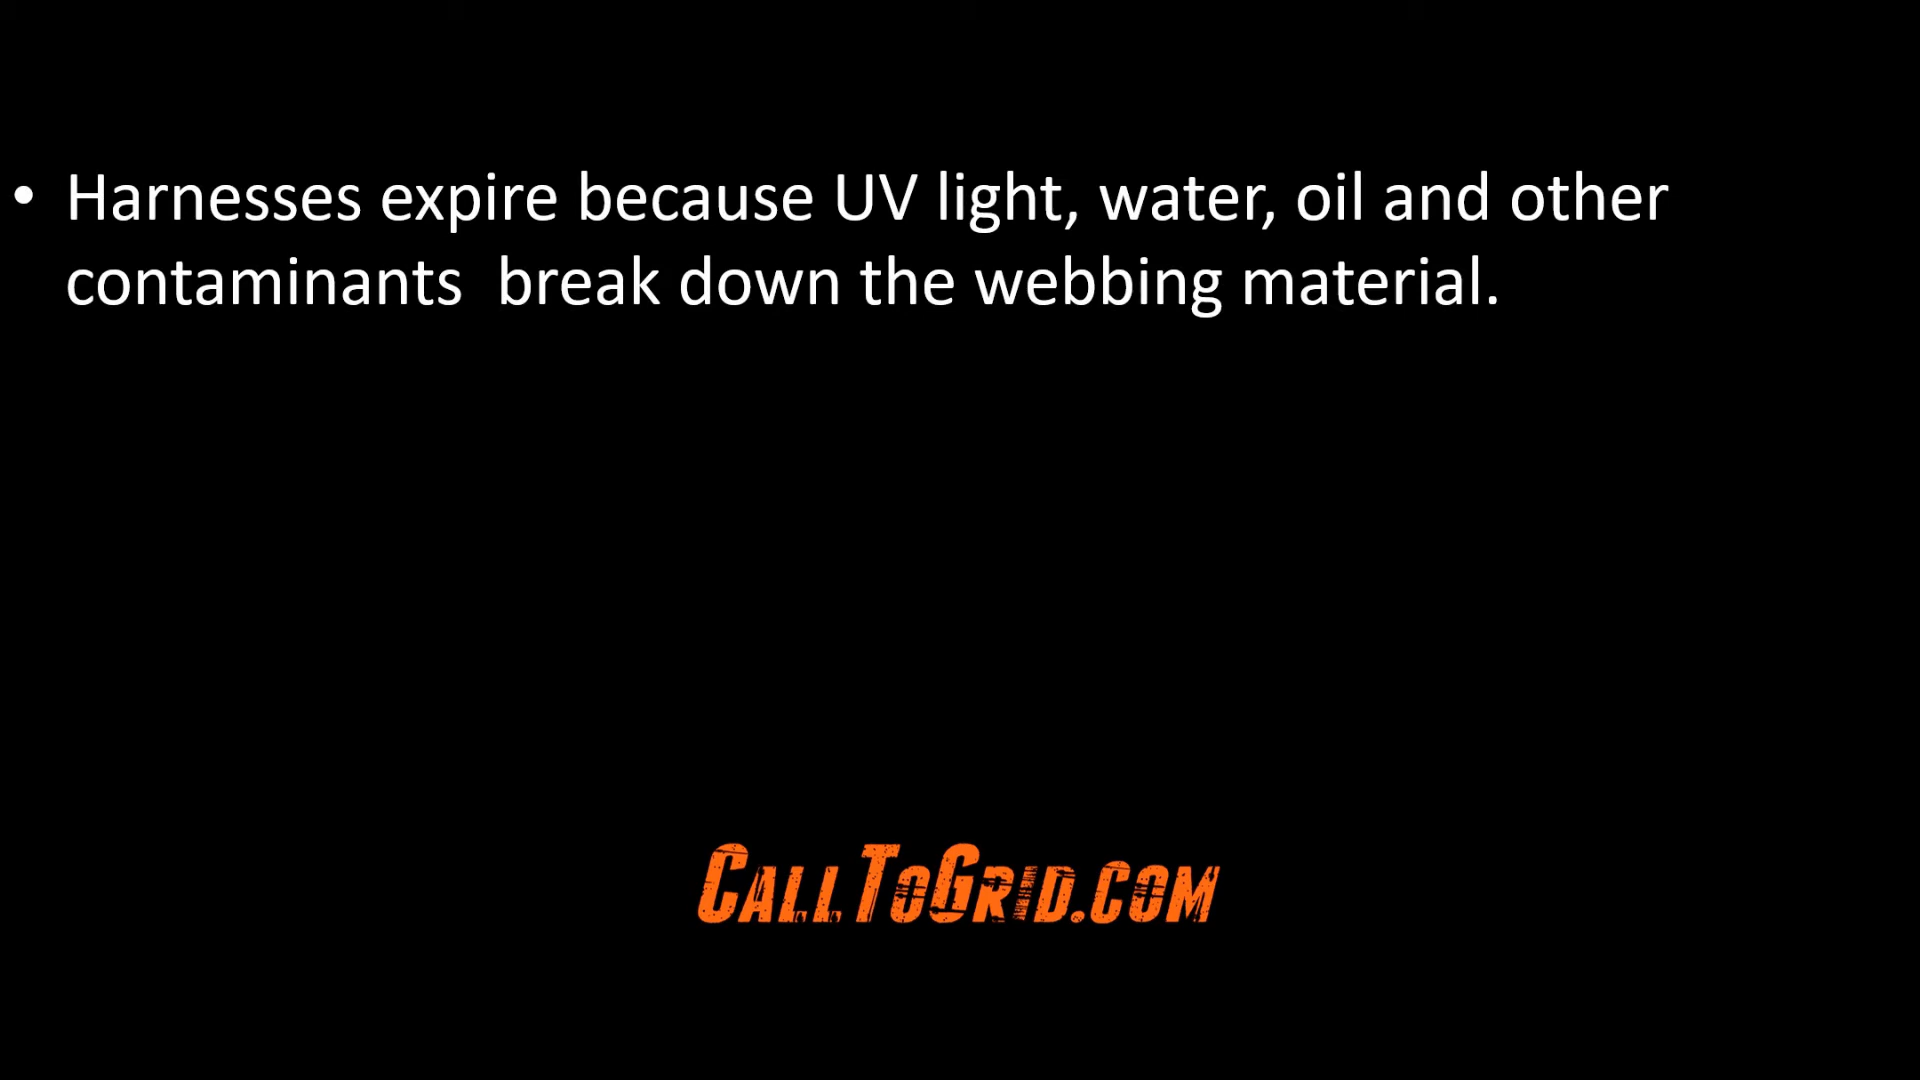 • Harnesses expire because UV light, water, oil and other
contaminants  break down the webbing material.
CallToGrid.com